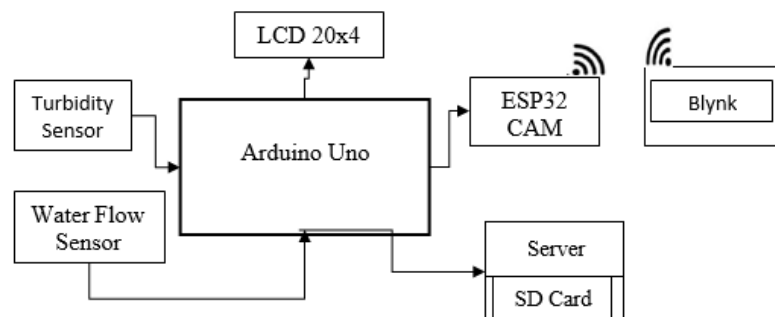 LCD 20x4
Turbidity
Sensor
Arduino Uno
ESP32
CAM
Blynk
Water Flow
Sensor
Server
SD Card